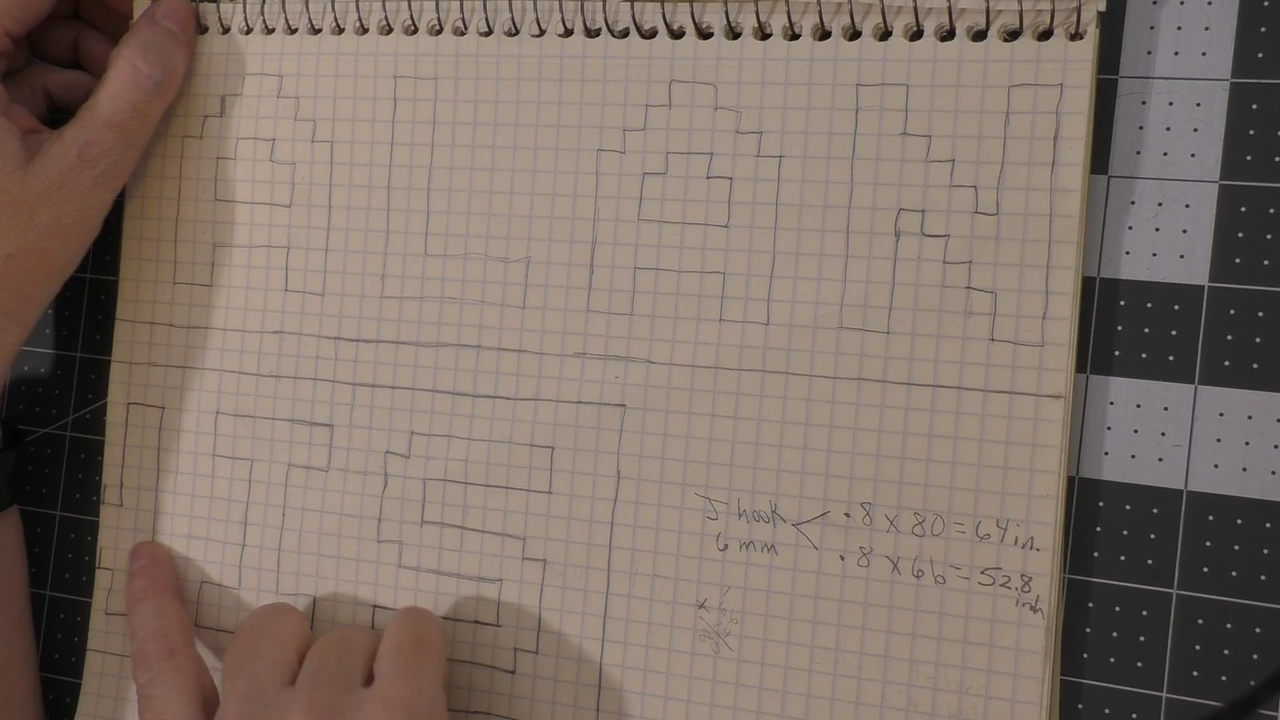 A L A N
I S
J hook < .8 x 80 = 64 in.
6 mm .8 x 66 = 52.8
inch